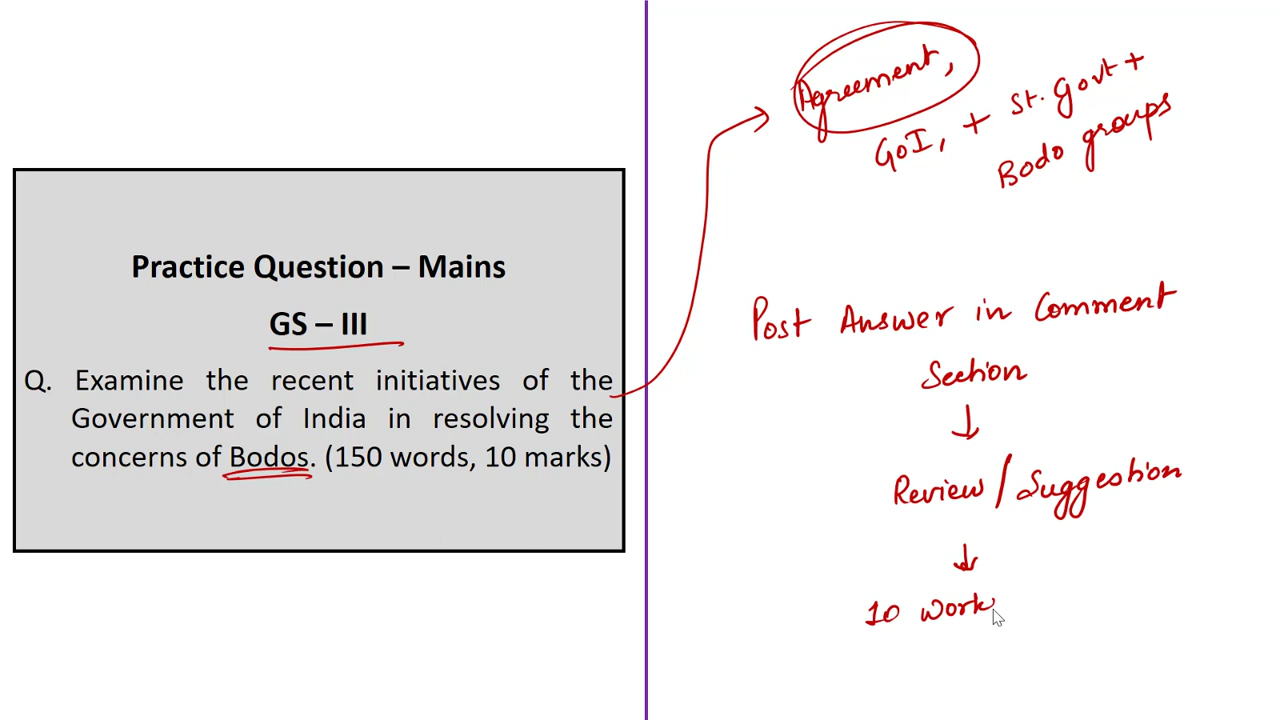 Practice Question – Mains
GS – III
Q. Examine the recent initiatives of the
Government of India in resolving the
concerns of Bodos. (150 words, 10 marks)
Agreement,
GoI, + St. Govt +
Bodo groups
Post Answer in Comment
Section
↓
Review / Suggestion
↓
10 work